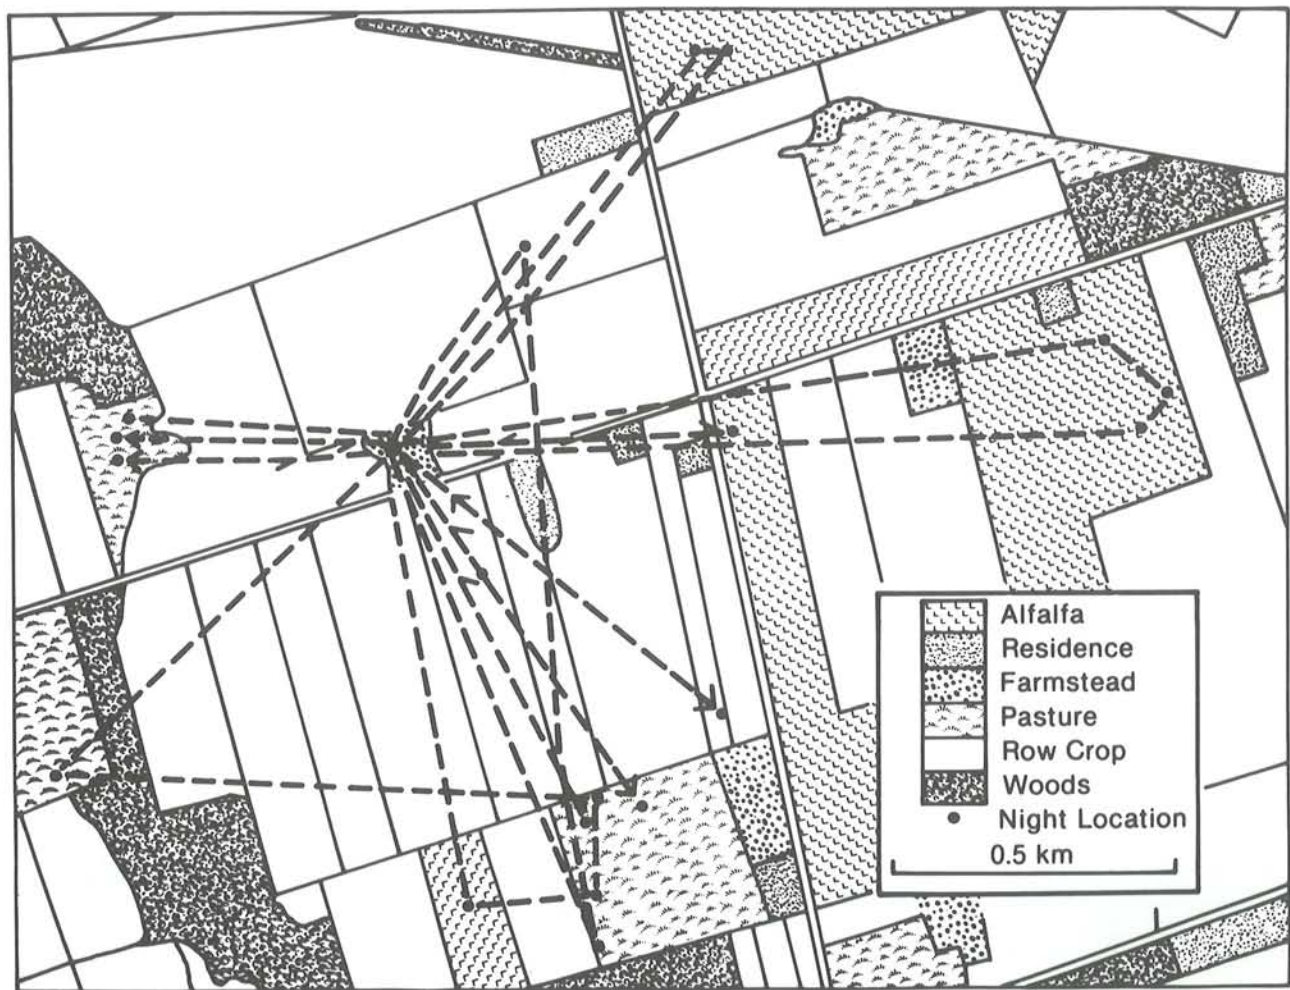 Alfalfa
Residence
Farmstead
Pasture
Row Crop
Woods
Night Location
0.5 km